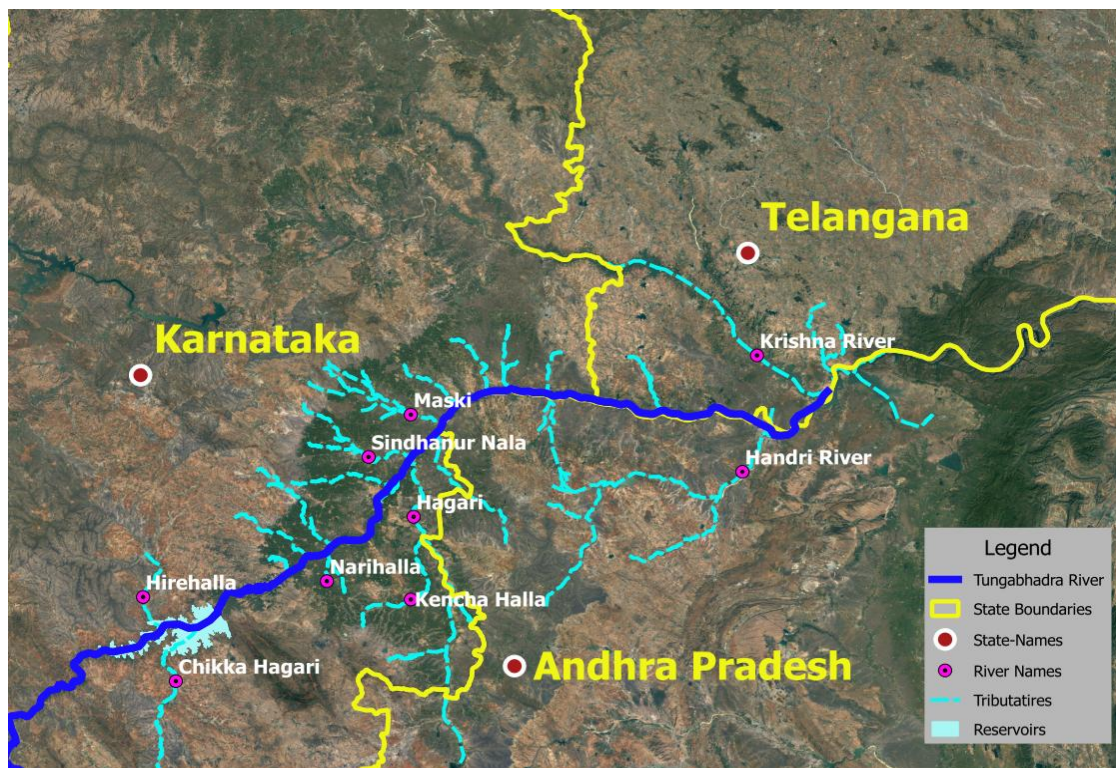 Telangana
Karnataka
Krishna River
Maski
Sindhanur Nala
Handri River
Hagari
Narihalla
Hirehalla
Kencha Halla
Chikka Hagari
Andhra Pradesh
Legend
Tungabhadra River
State Boundaries
State-Names
River Names
Tributatires
Reservoirs